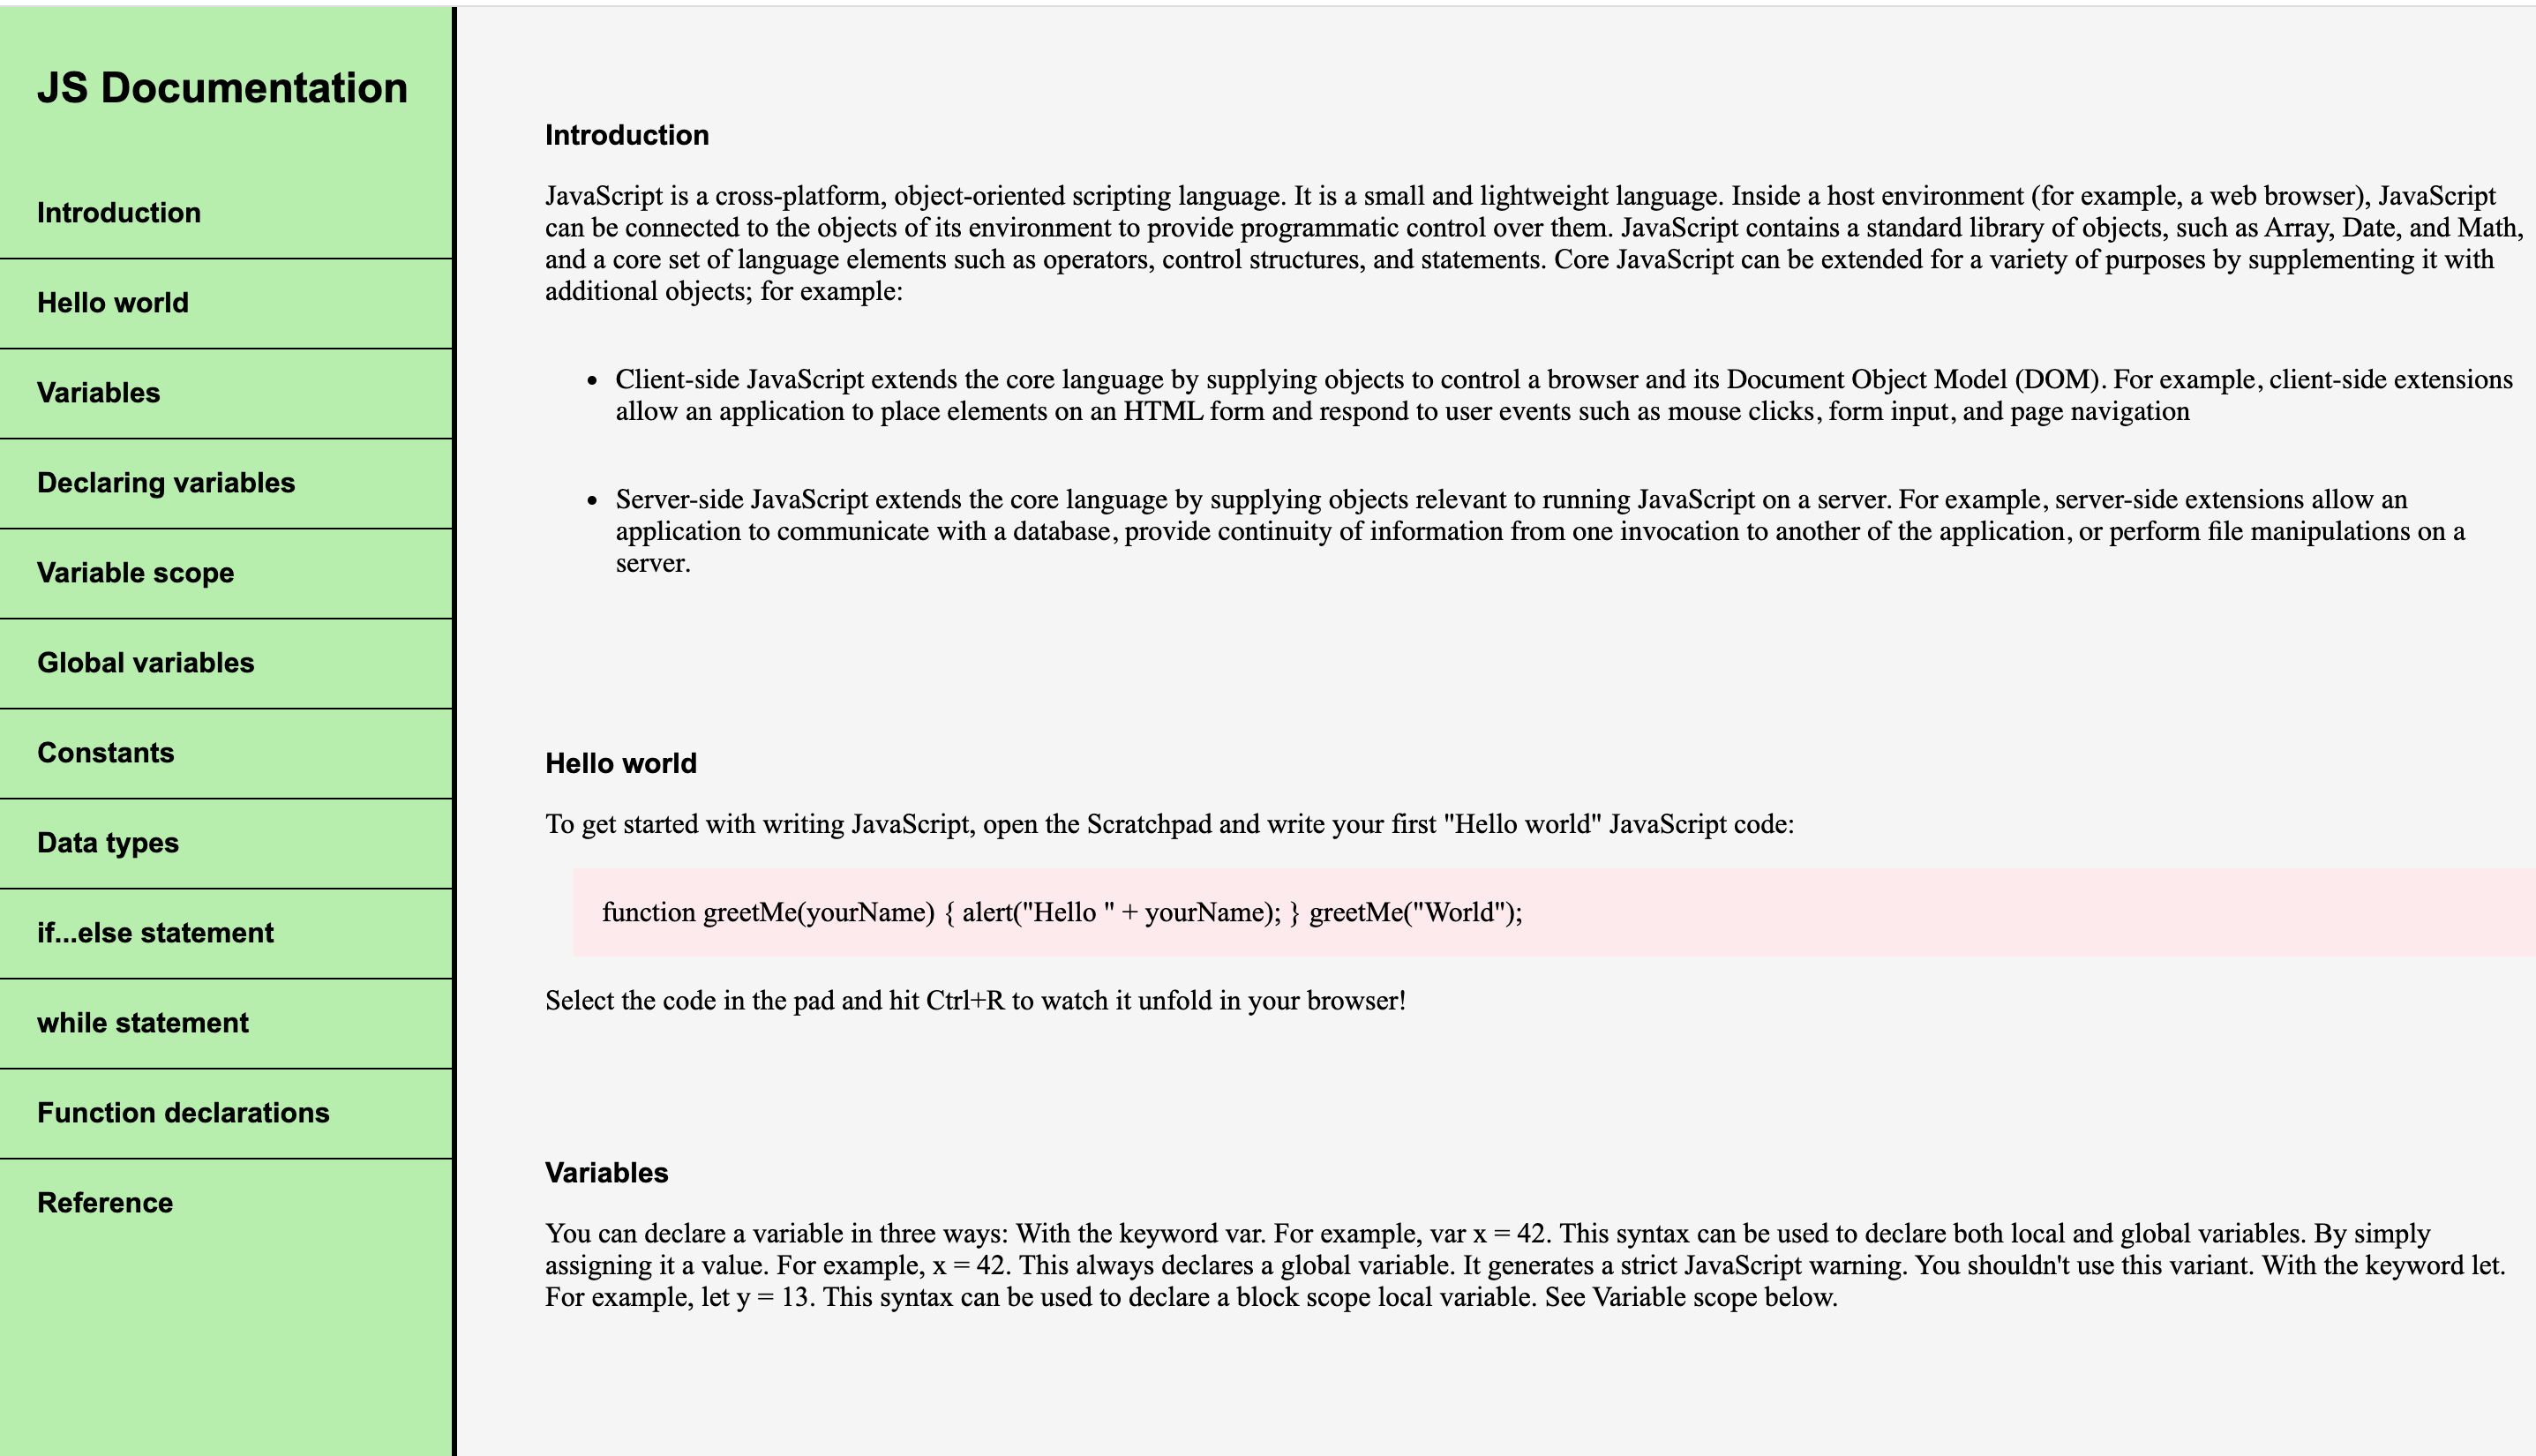 JS Documentation
Introduction
Hello world
Variables
Declaring variables
Variable scope
Global variables
Constants
Data types
if...else statement
while statement
Function declarations
Reference
Introduction
JavaScript is a cross-platform, object-oriented scripting language. It is a small and lightweight language. Inside a host environment (for example, a web browser), JavaScript
can be connected to the objects of its environment to provide programmatic control over them. JavaScript contains a standard library of objects, such as Array, Date, and Math,
and a core set of language elements such as operators, control structures, and statements. Core JavaScript can be extended for a variety of purposes by supplementing it with
additional objects; for example:
• Client-side JavaScript extends the core language by supplying objects to control a browser and its Document Object Model (DOM). For example, client-side extensions
allow an application to place elements on an HTML form and respond to user events such as mouse clicks, form input, and page navigation
• Server-side JavaScript extends the core language by supplying objects relevant to running JavaScript on a server. For example, server-side extensions allow an
application to communicate with a database, provide continuity of information from one invocation to another of the application, or perform file manipulations on a
server.
Hello world
To get started with writing JavaScript, open the Scratchpad and write your first "Hello world" JavaScript code:
function greetMe(yourName) { alert("Hello " + yourName); } greetMe("World");
Select the code in the pad and hit Ctrl+R to watch it unfold in your browser!
Variables
You can declare a variable in three ways: With the keyword var. For example, var x = 42. This syntax can be used to declare both local and global variables. By simply
assigning it a value. For example, x = 42. This always declares a global variable. It generates a strict JavaScript warning. You shouldn't use this variant. With the keyword let.
For example, let y = 13. This syntax can be used to declare a block scope local variable. See Variable scope below.